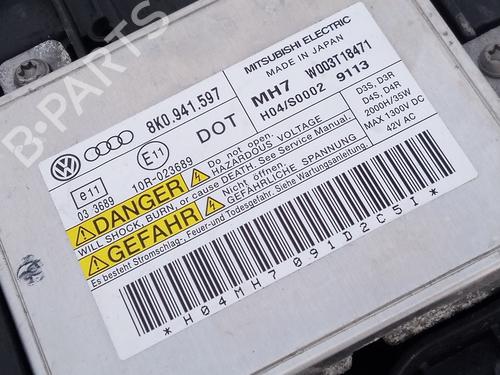 MITSUBISHI ELECTRIC
MADE IN JAPAN
MH7 W003T18471
H04/S0002 9113
8K0.941.597
DOT
D3S, D3R
D4S, D4R
2000H/35W
MAX 1300V DC
42V AC
e11
03 3689
E11
10R-023689
DANGER
Do not open.
HAZARDOUS VOLTAGE
WILL SHOCK, BURN, or cause DEATH. See Service Manual.
GEFAHR
Nicht öffnen.
GEFÄHRLICHE SPANNUNG
Es besteht Stromschlag-, Feuer-und Todesgefahr. Siehe Wartungsanleitung.
*H04MH7091D2C5I*
B-PARTS